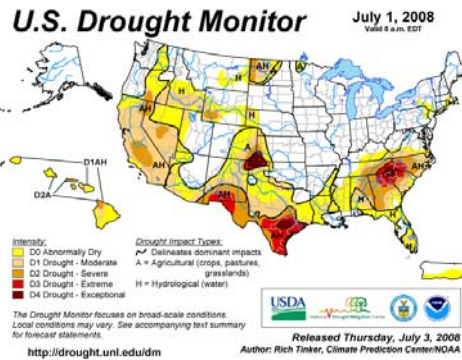 U.S. Drought Monitor
July 1, 2008
Valid 8 a.m. EDT
AH
A
H
AH
H
H
A
AH
AH
AH
H
H
H
D1AH
D2A
Intensity:
D0 Abnormally Dry
D1 Drought - Moderate
D2 Drought - Severe
D3 Drought - Extreme
D4 Drought - Exceptional
Drought Impact Types:
Delineates dominant impacts
A = Agricultural (crops, pastures,
grasslands)
H = Hydrological (water)
The Drought Monitor focuses on broad-scale conditions.
Local conditions may vary. See accompanying text summary
for forecast statements.
http://drought.unl.edu/dm
USDA
National Drought Mitigation Center
Released Thursday, July 3, 2008
Author: Rich Tinker, Climate Prediction Center/NOAA